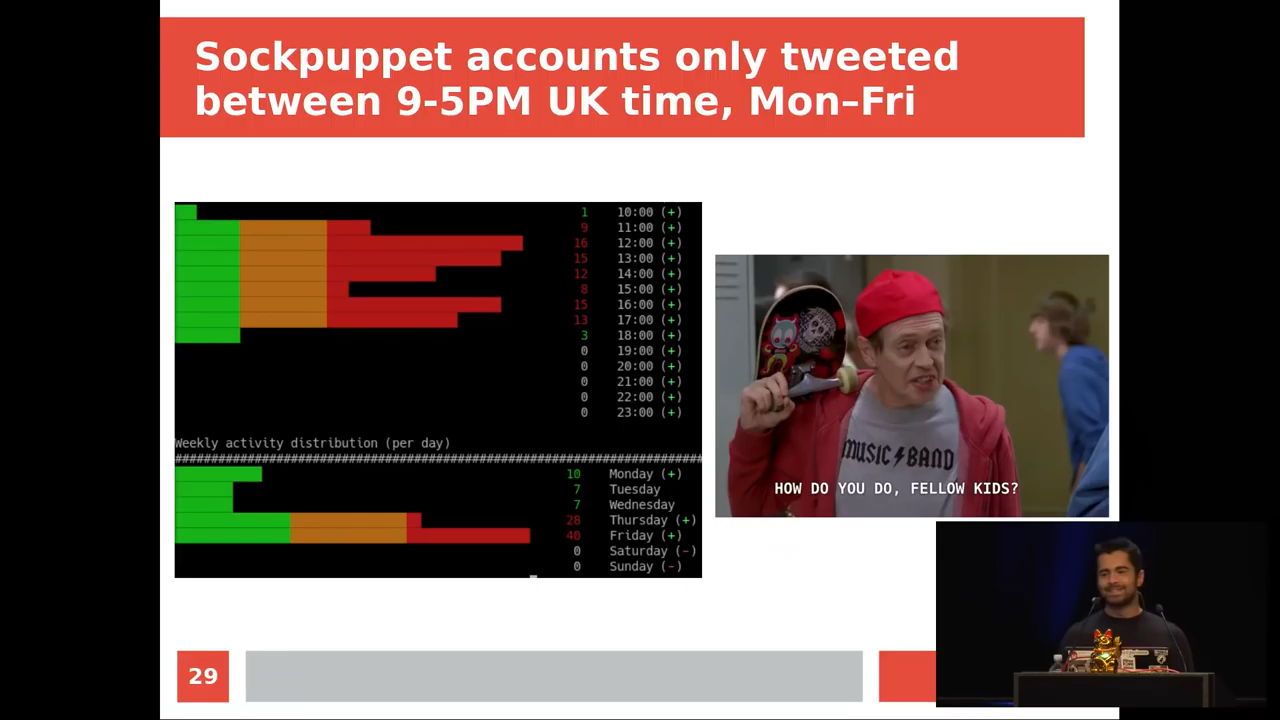 Sockpuppet accounts only tweeted
between 9-5PM UK time, Mon–Fri
1 10:00 (+)
9 11:00 (+)
16 12:00 (+)
15 13:00 (+)
12 14:00 (+)
8 15:00 (+)
15 16:00 (+)
13 17:00 (+)
3 18:00 (+)
0 19:00 (+)
0 20:00 (+)
0 21:00 (+)
0 22:00 (+)
0 23:00 (+)
Weekly activity distribution (per day)
10 Monday (+)
7 Tuesday
7 Wednesday
28 Thursday (+)
40 Friday (+)
0 Saturday (-)
0 Sunday (-)
MUSIC BAND
HOW DO YOU DO, FELLOW KIDS?
29